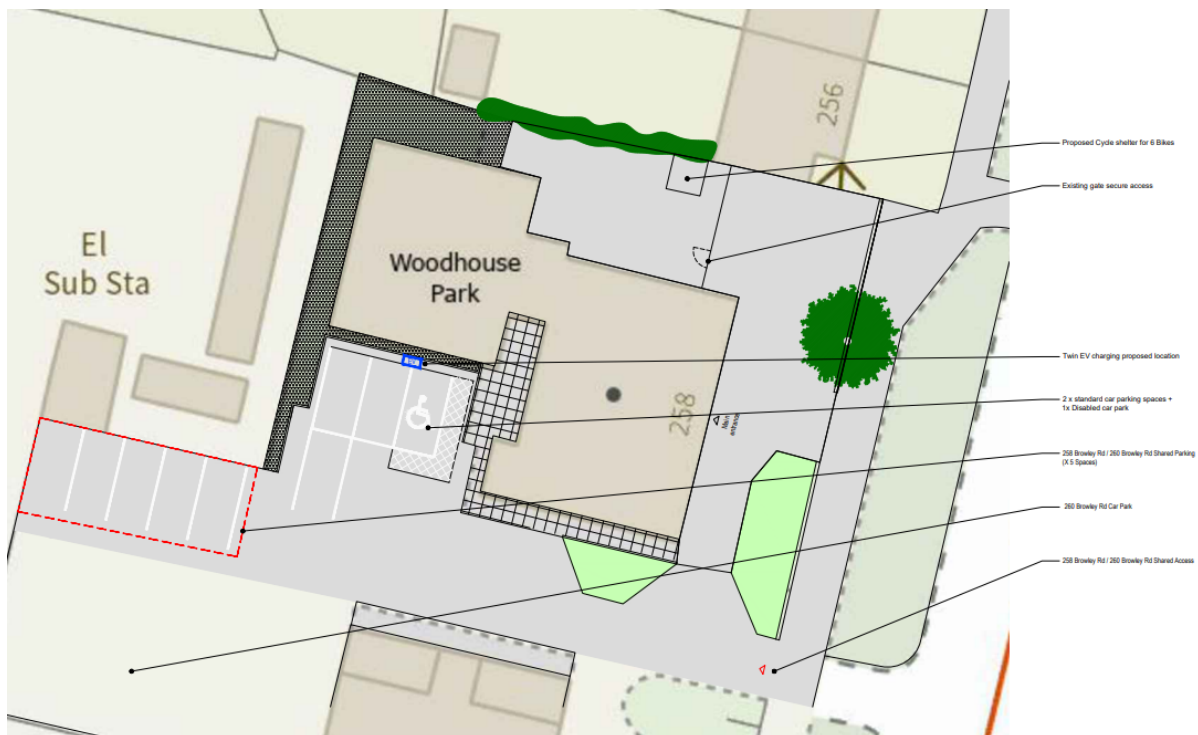 256
Proposed Cycle shelter for 6 Bikes
Existing gate secure access
El
Sub Sta
Woodhouse
Park
Twin EV charging proposed location
258
Main
entrance
2 x standard car parking spaces +
1x Disabled car park
258 Browley Rd / 260 Browley Rd Shared Parking
(X 5 Spaces)
260 Browley Rd Car Park
258 Browley Rd / 260 Browley Rd Shared Access